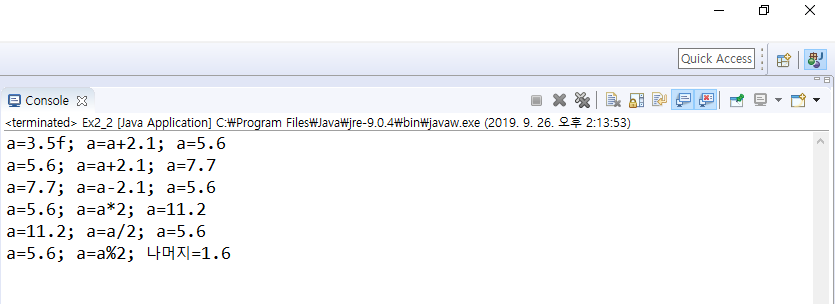 Quick Access
Console
<terminated> Ex2_2 [Java Application] C:₩Program Files₩Java₩jre-9.0.4₩bin₩javaw.exe (2019. 9. 26. 오후 2:13:53)
a=3.5f; a=a+2.1; a=5.6
a=5.6; a=a+2.1; a=7.7
a=7.7; a=a-2.1; a=5.6
a=5.6; a=a*2; a=11.2
a=11.2; a=a/2; a=5.6
a=5.6; a=a%2; 나머지=1.6